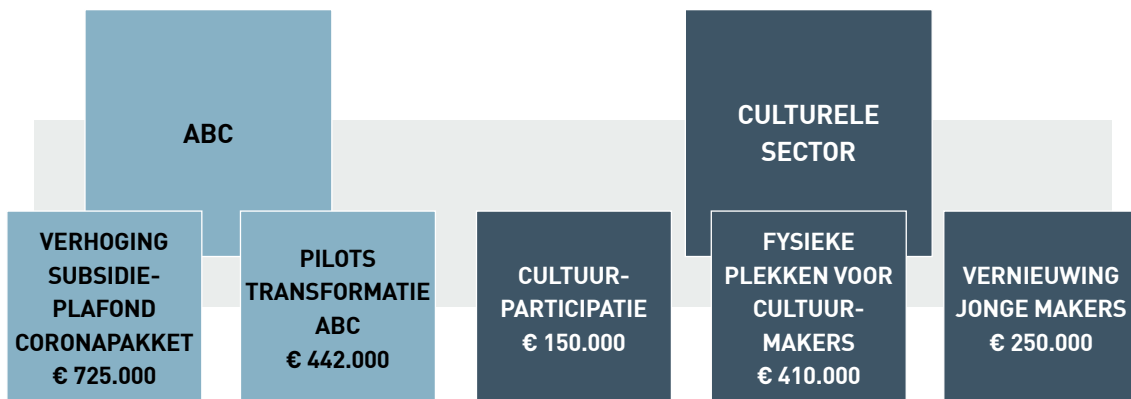 ABC
CULTURELE
SECTOR
VERHOGING
SUBSIDIE-
PLAFOND
CORONAPAKKET
€ 725.000
PILOTS
TRANSFORMATIE
ABC
€ 442.000
CULTUUR-
PARTICIPATIE
€ 150.000
FYSIEKE
PLEKKEN VOOR
CULTUUR-
MAKERS
€ 410.000
VERNIEUWING
JONGE MAKERS
€ 250.000